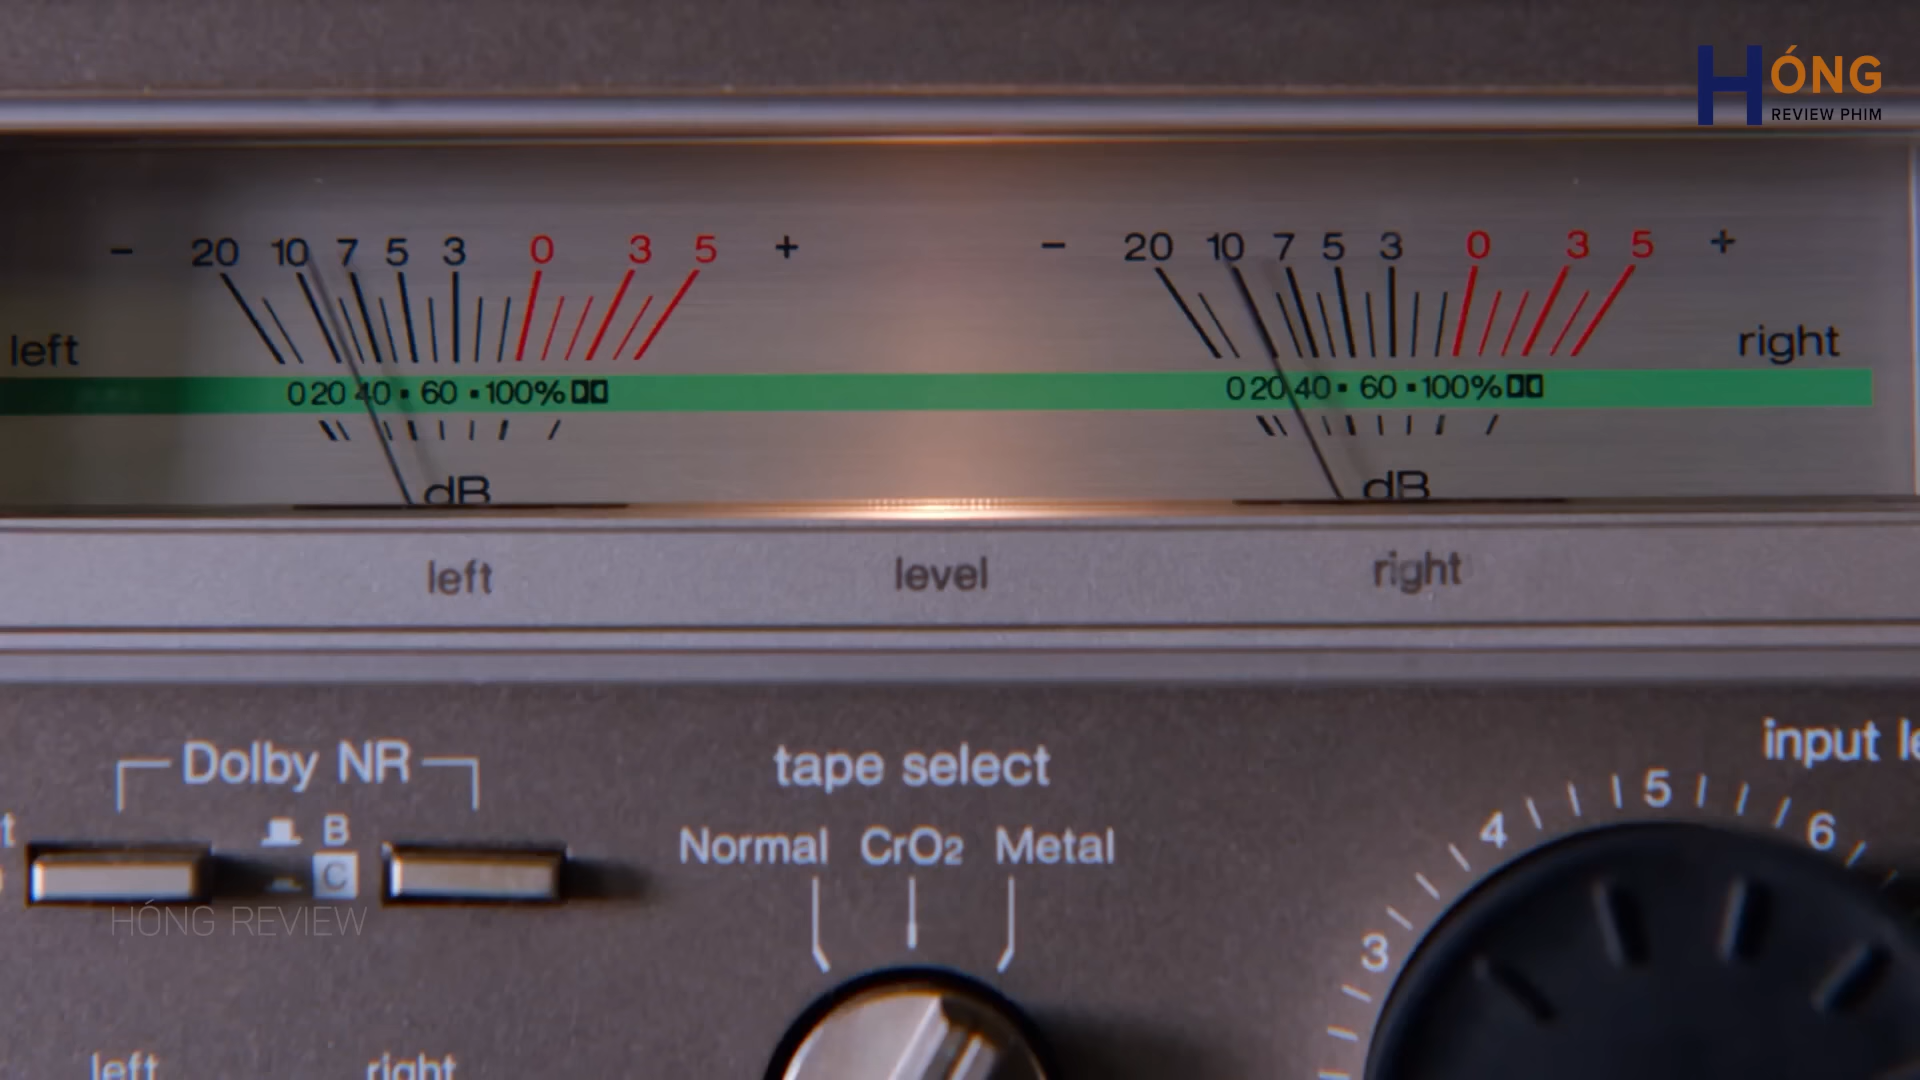 HÓNG
REVIEW PHIM
- 20 10 7 5 3 0 3 5 +
- 20 10 7 5 3 0 3 5 +
left
right
0 20 40 60 100%
0 20 40 60 100%
dB
dB
left level right
Dolby NR
tape select
input
Normal CrO2 Metal
B
C
3 4 5 6
HÓNG REVIEW
left right